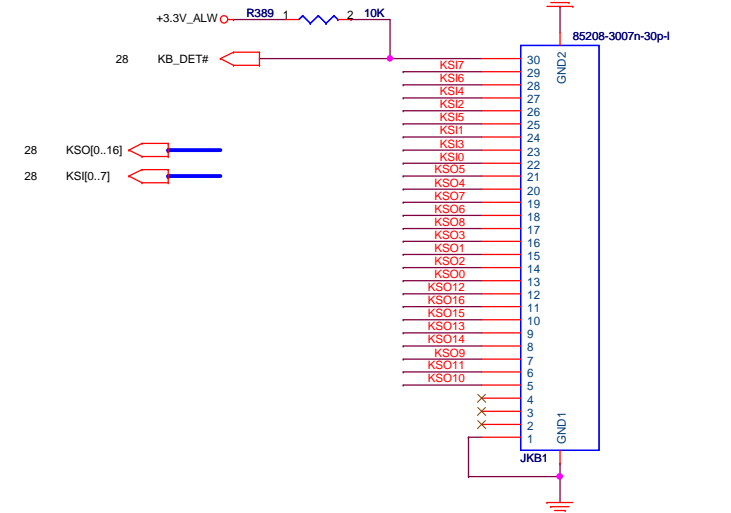 +3.3V_ALW R389 1 2 10K
85208-3007n-30p-l
28 KB_DET#
30
GND2
KSI7 29
KSI6 28
KSI4 27
KSI2 26
KSI5 25
KSI1 24
28 KSO[0..16]
KSI3 23
KSI0 22
28 KSI[0..7]
KSO5 21
KSO4 20
KSO7 19
KSO6 18
KSO8 17
KSO3 16
KSO1 15
KSO2 14
KSO0 13
KSO12 12
KSO16 11
KSO15 10
KSO13 9
KSO14 8
KSO9 7
KSO11 6
KSO10 5
4
3
2
1
GND1
JKB1